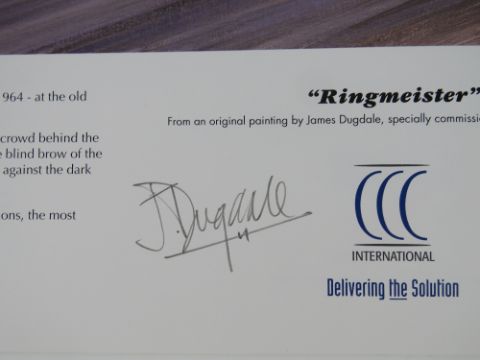 964 - at the old
crowd behind the
blind brow of the
against the dark
ons, the most
"Ringmeister"
From an original painting by James Dugdale, specially commissio
J. Dugdale
CCC
INTERNATIONAL
Delivering the Solution